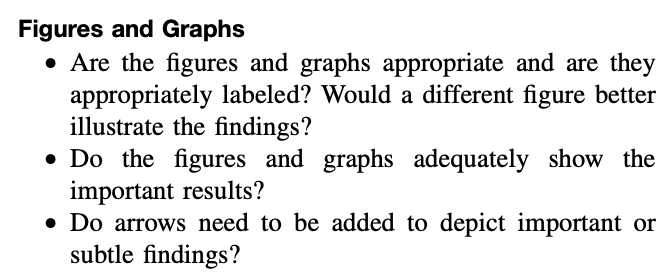 Figures and Graphs
• Are the figures and graphs appropriate and are they
appropriately labeled? Would a different figure better
illustrate the findings?
• Do the figures and graphs adequately show the
important results?
• Do arrows need to be added to depict important or
subtle findings?